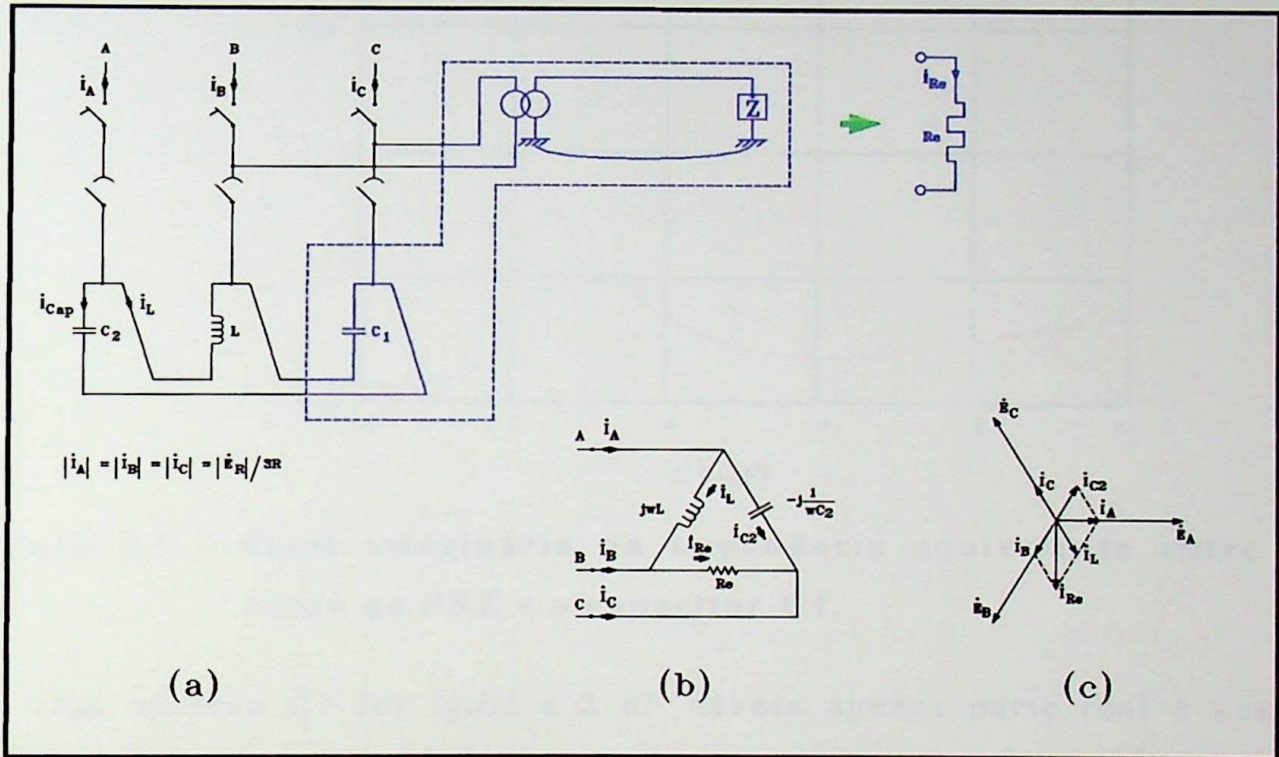 A B C
i_A i_B i_C
Z
i_Re
Re
i_Cap
i_L
C_2
L
C_1
|i_A| = |i_B| = |i_C| = |Ė_R|/3R
A i_A
jwL
i_L
-j 1/wC_2
i_C2
B i_B
i_Re
Re
C i_C
Ė_C
i_C
i_C2
i_A
Ė_A
i_B
i_L
i_Re
Ė_B
(a) (b) (c)